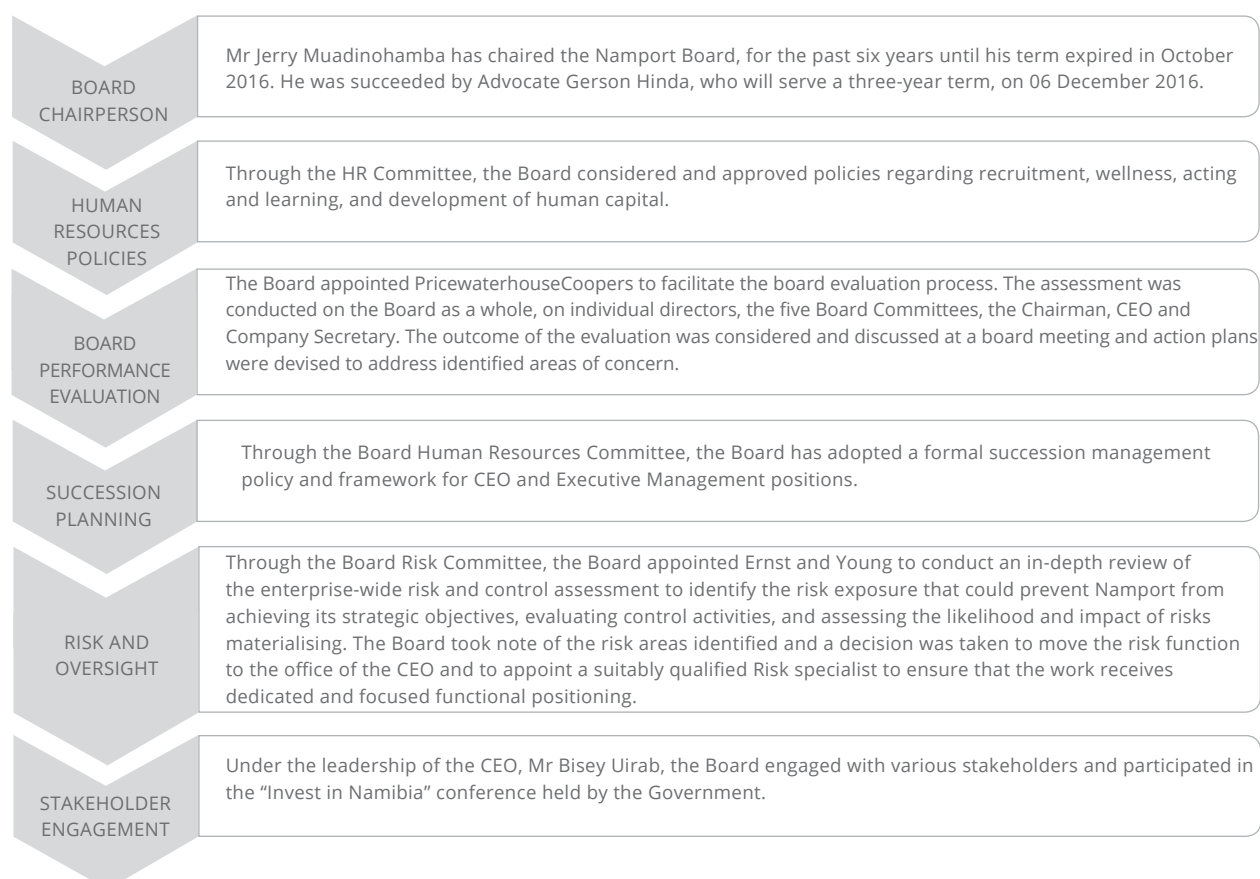 BOARD
CHAIRPERSON
Mr Jerry Muadinohamba has chaired the Namport Board, for the past six years until his term expired in October
2016. He was succeeded by Advocate Gerson Hinda, who will serve a three-year term, on 06 December 2016.
HUMAN
RESOURCES
POLICIES
Through the HR Committee, the Board considered and approved policies regarding recruitment, wellness, acting
and learning, and development of human capital.
BOARD
PERFORMANCE
EVALUATION
The Board appointed PricewaterhouseCoopers to facilitate the board evaluation process. The assessment was
conducted on the Board as a whole, on individual directors, the five Board Committees, the Chairman, CEO and
Company Secretary. The outcome of the evaluation was considered and discussed at a board meeting and action plans
were devised to address identified areas of concern.
SUCCESSION
PLANNING
Through the Board Human Resources Committee, the Board has adopted a formal succession management
policy and framework for CEO and Executive Management positions.
RISK AND
OVERSIGHT
Through the Board Risk Committee, the Board appointed Ernst and Young to conduct an in-depth review of
the enterprise-wide risk and control assessment to identify the risk exposure that could prevent Namport from
achieving its strategic objectives, evaluating control activities, and assessing the likelihood and impact of risks
materialising. The Board took note of the risk areas identified and a decision was taken to move the risk function
to the office of the CEO and to appoint a suitably qualified Risk specialist to ensure that the work receives
dedicated and focused functional positioning.
STAKEHOLDER
ENGAGEMENT
Under the leadership of the CEO, Mr Bisey Uirab, the Board engaged with various stakeholders and participated in
the “Invest in Namibia” conference held by the Government.